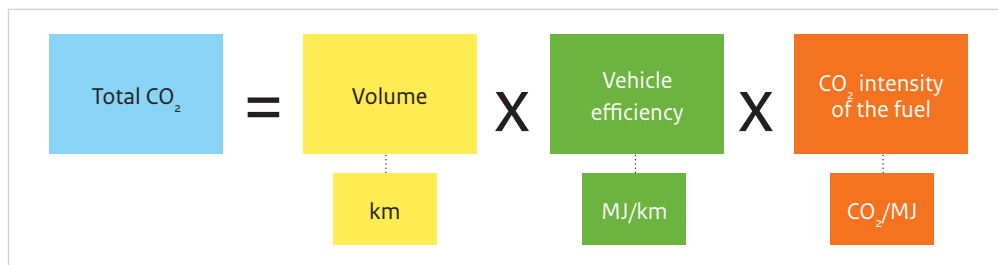 Total CO₂
=
Volume
X
Vehicle
efficiency
X
CO₂ intensity
of the fuel
km
MJ/km
CO₂/MJ